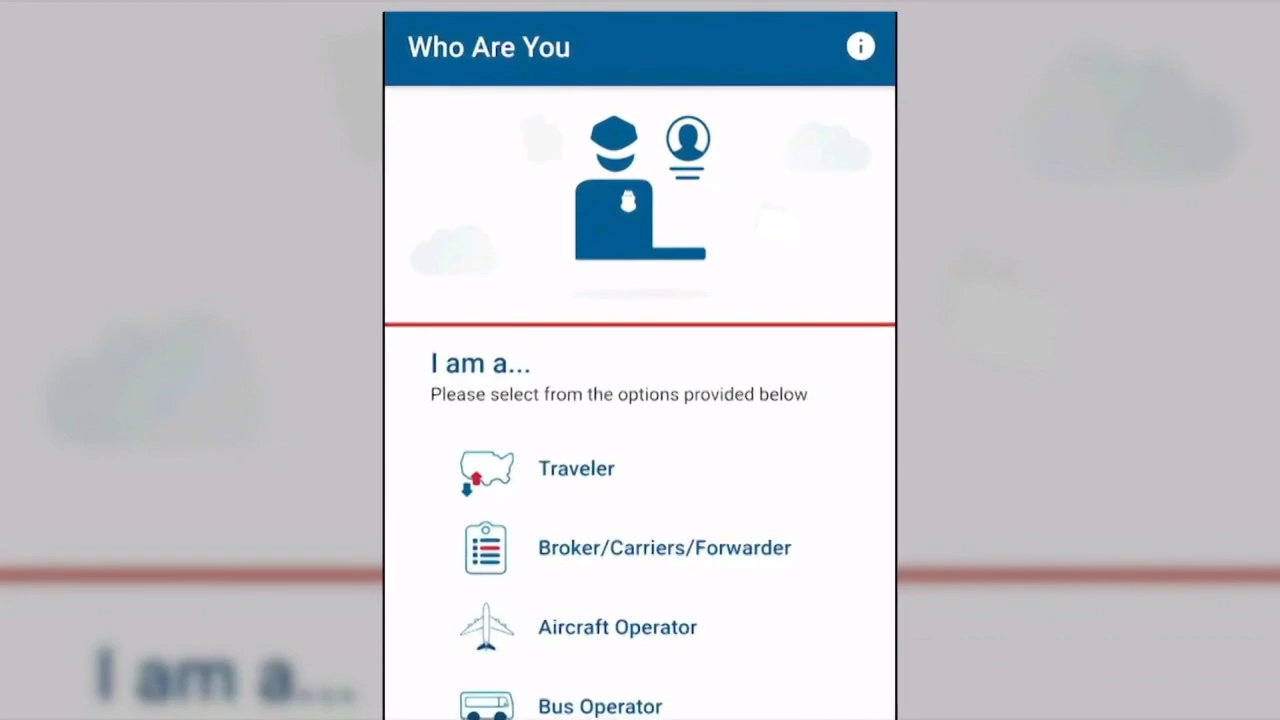 Who Are You
I am a...
Please select from the options provided below
Traveler
Broker/Carriers/Forwarder
Aircraft Operator
Bus Operator
I am a...